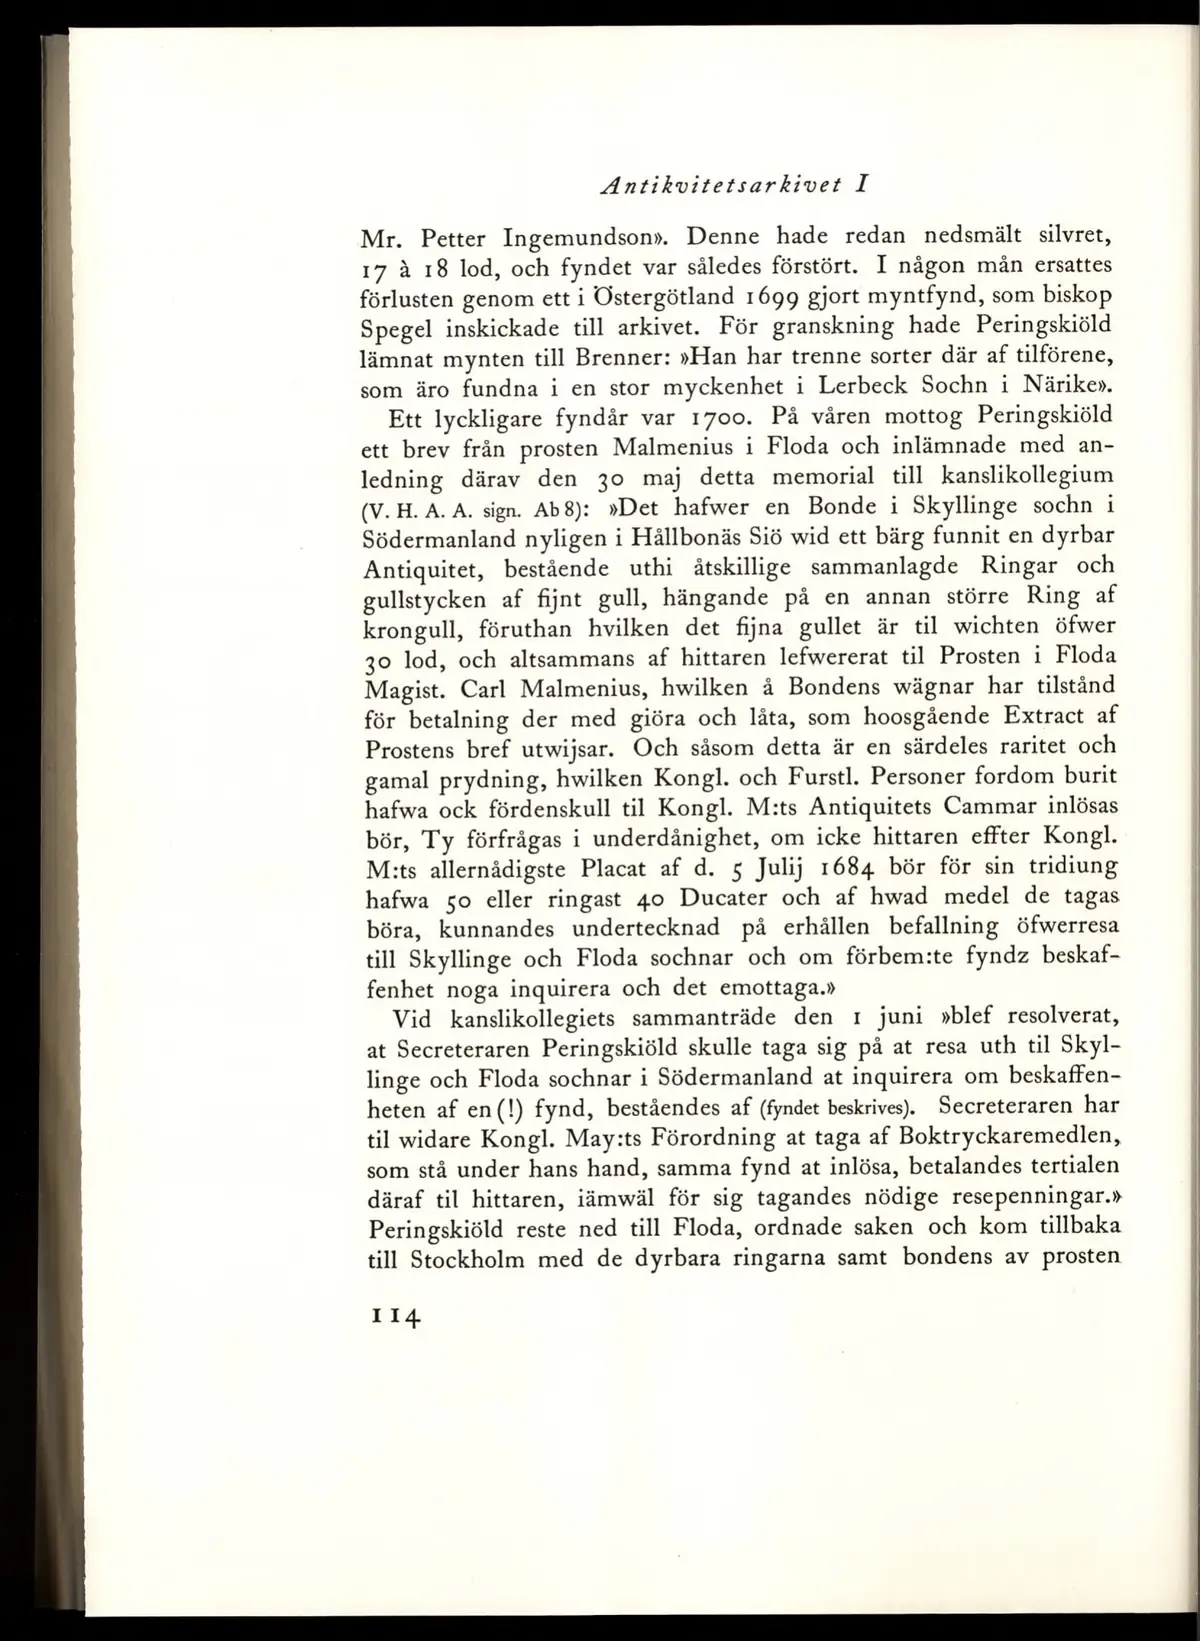 Antikvitetsarkivet I
Mr. Petter Ingemundson». Denne hade redan nedsmält silvret,
17 à 18 lod, och fyndet var således förstört. I någon mån ersattes
förlusten genom ett i Östergötland 1699 gjort myntfynd, som biskop
Spegel inskickade till arkivet. För granskning hade Peringskiöld
lämnat mynten till Brenner: »Han har trenne sorter där af tilförene,
som äro fundna i en stor myckenhet i Lerbeck Sochn i Närike».
Ett lyckligare fyndår var 1700. På våren mottog Peringskiöld
ett brev från prosten Malmenius i Floda och inlämnade med an-
ledning därav den 30 maj detta memorial till kanslikollegium
(V. H. A. A. sign. Ab8): »Det hafwer en Bonde i Skyllinge sochn i
Södermanland nyligen i Hållbonäs Siö wid ett bärg funnit en dyrbar
Antiquitet, bestående uthi åtskillige sammanlagde Ringar och
gullstycken af fijnt gull, hängande på en annan större Ring af
krongull, föruthan hvilken det fijna gullet är til wichten öfwer
30 lod, och altsammans af hittaren lefwererat til Prosten i Floda
Magist. Carl Malmenius, hwilken å Bondens wägnar har tilstånd
för betalning der med giöra och låta, som hoosgående Extract af
Prostens bref utwijsar. Och såsom detta är en särdeles raritet och
gamal prydning, hwilken Kongl. och Furstl. Personer fordom burit
hafwa ock fördenskull til Kongl. M:ts Antiquitets Cammar inlösas
bör, Ty förfrågas i underdånighet, om icke hittaren effter Kongl.
M:ts allernådigste Placat af d. 5 Julij 1684 bör för sin tridiung
hafwa 50 eller ringast 40 Ducater och af hwad medel de tagas
böra, kunnandes undertecknad på erhållen befallning öfwerresa
till Skyllinge och Floda sochnar och om förbem:te fyndz beskaf-
fenhet noga inquirera och det emottaga.»
Vid kanslikollegiets sammanträde den 1 juni »blef resolverat,
at Secreteraren Peringskiöld skulle taga sig på at resa uth til Skyl-
linge och Floda sochnar i Södermanland at inquirera om beskaffen-
heten af en(!) fynd, beståendes af (fyndet beskrives). Secreteraren har
til widare Kongl. May:ts Förordning at taga af Boktryckaremedlen,
som stå under hans hand, samma fynd at inlösa, betalandes tertialen
däraf til hittaren, iämwäl för sig tagandes nödige resepenningar.»
Peringskiöld reste ned till Floda, ordnade saken och kom tillbaka
till Stockholm med de dyrbara ringarna samt bondens av prosten
114